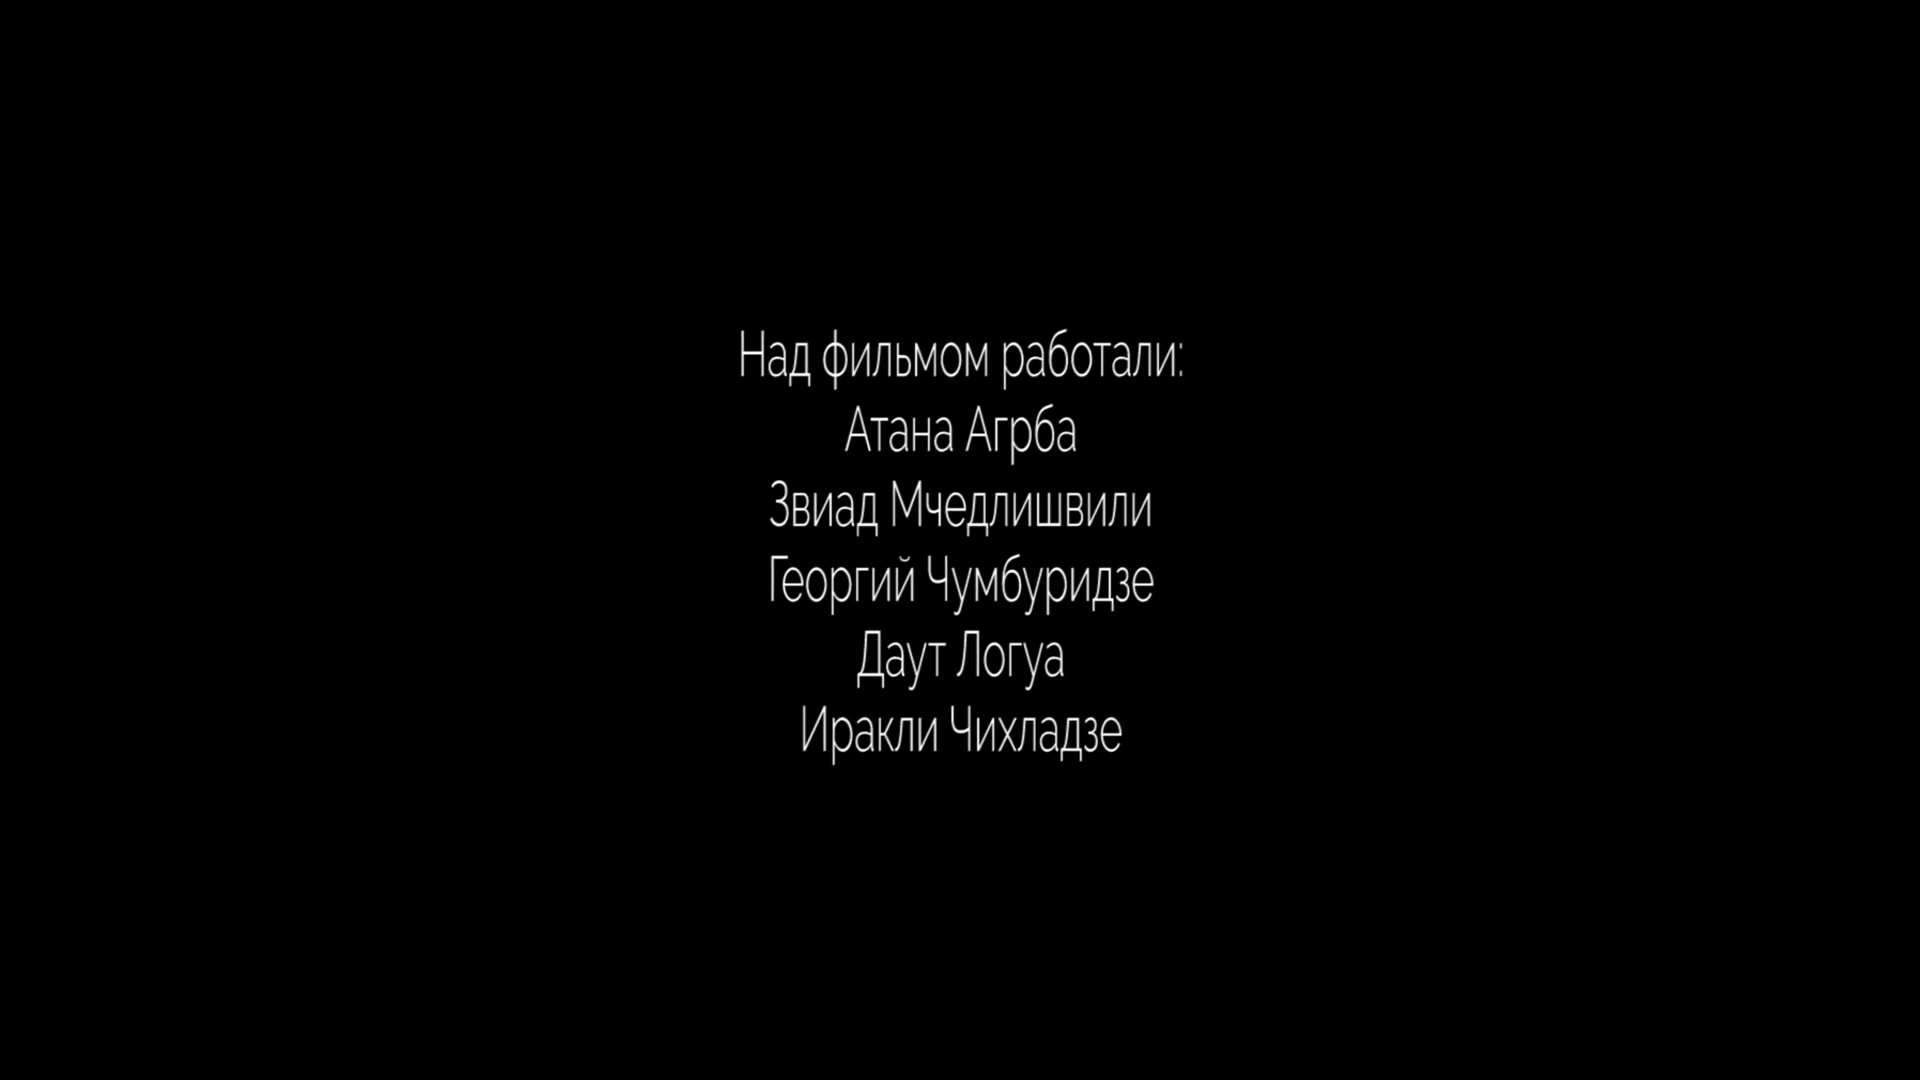 Над фильмом работали:
Атана Агрба
Звиад Мчедлишвили
Георгий Чумбуридзе
Даут Логуа
Иракли Чихладзе